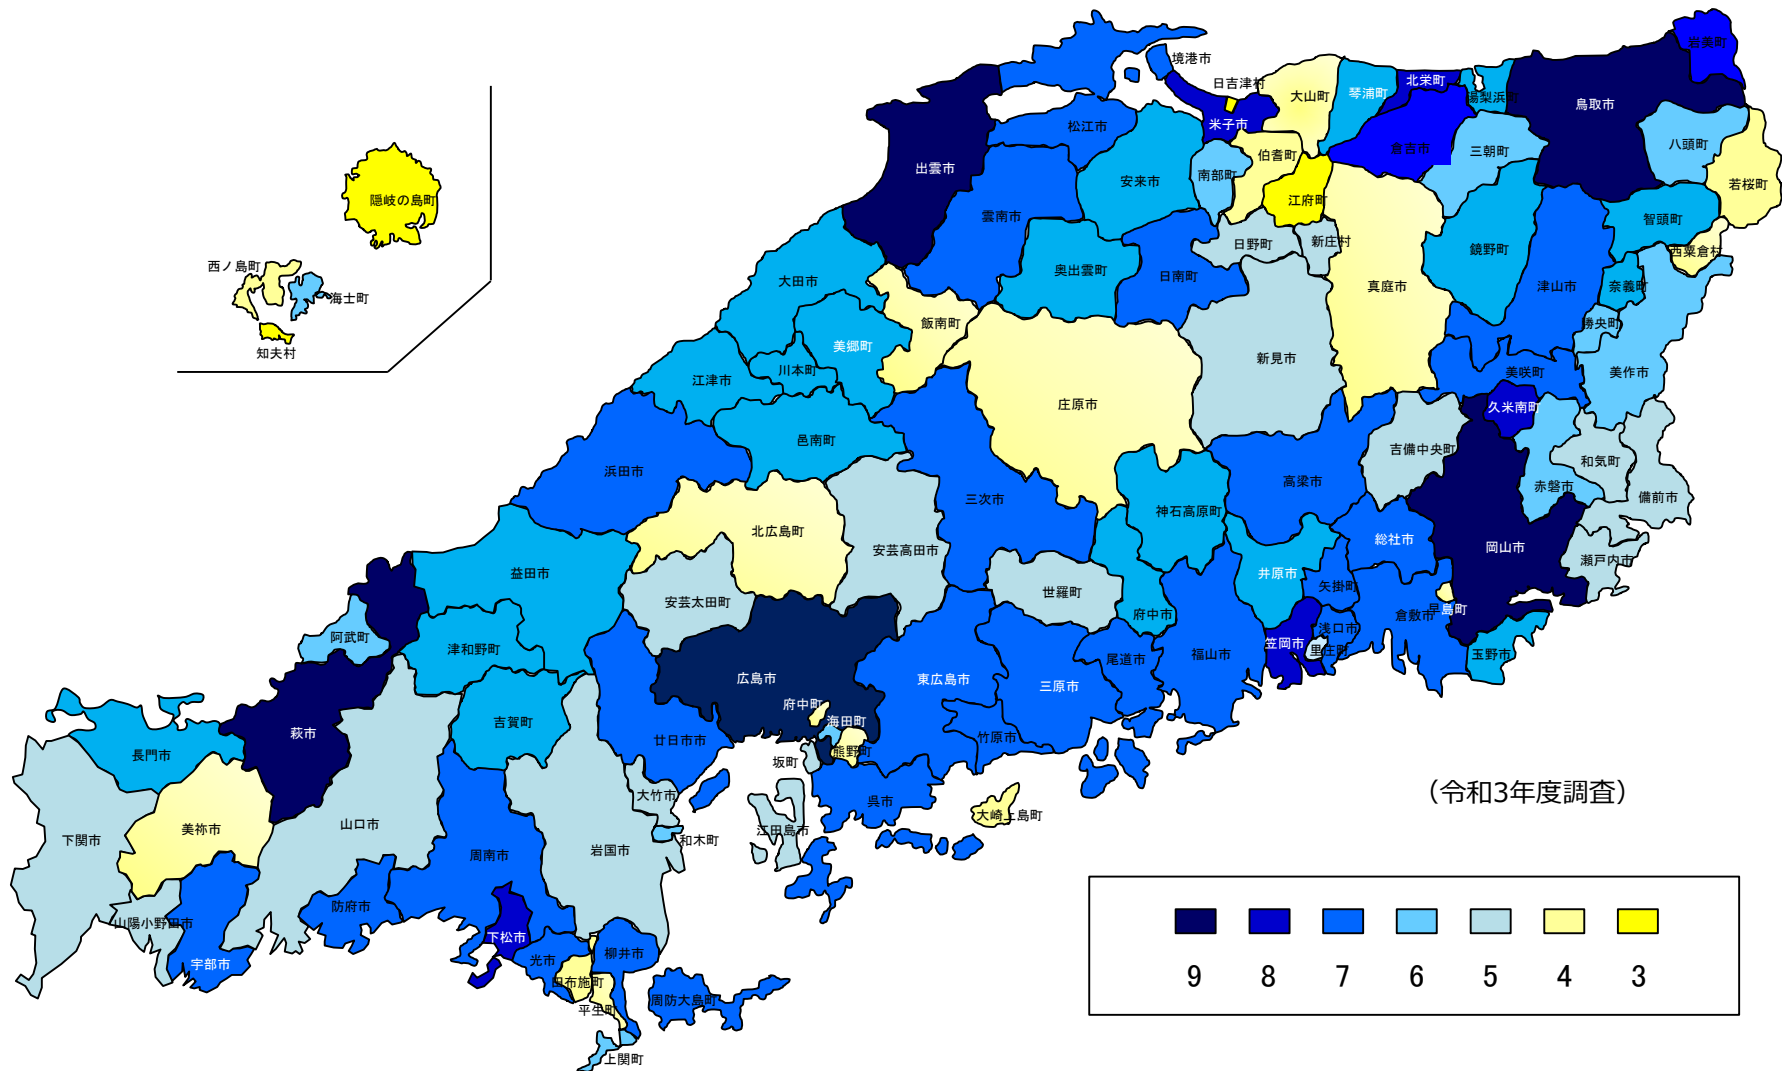 岩美町
境港市
北栄町
日吉津村
琴浦町
大山町
湯梨浜町
鳥取市
松江市
米子市
倉吉市
三朝町
八頭町
伯耆町
出雲市
安来市
南部町
若桜町
隠岐の島町
江府町
雲南市
智頭町
日野町
新庄村
鏡野町
西粟倉村
西ノ島町
奥出雲町
日南町
大田市
真庭市
津山市
奈義町
海士町
飯南町
勝央町
美郷町
知夫村
新見市
川本町
美咲町
美作市
江津市
庄原市
久米南町
邑南町
吉備中央町
和気町
浜田市
高梁市
赤磐市
備前市
三次市
神石高原町
北広島町
総社市
岡山市
安芸高田市
瀬戸内市
益田市
井原市
矢掛町
世羅町
安芸太田町
早島町
府中市
倉敷市
浅口市
阿武町
津和野町
笠岡市
里庄町
福山市
玉野市
尾道市
広島市
東広島市
三原市
府中町
海田町
吉賀町
萩市
廿日市市
竹原市
熊野町
長門市
坂町
大竹市
呉市
(令和3年度調査)
大崎上島町
山口市
美祢市
江田島市
下関市
和木町
岩国市
周南市
防府市
山陽小野田市
下松市
柳井市
光市
宇部市
田布施町
周防大島町
平生町
上関町
9 8 7 6 5 4 3